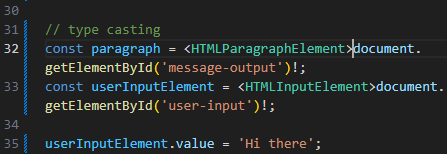 30
31 // type casting
32 const paragraph = <HTMLParagraphElement>document.
getElementById('message-output')!;
33 const userInputElement = <HTMLInputElement>document.
getElementById('user-input')!;
34
35 userInputElement.value = 'Hi there';